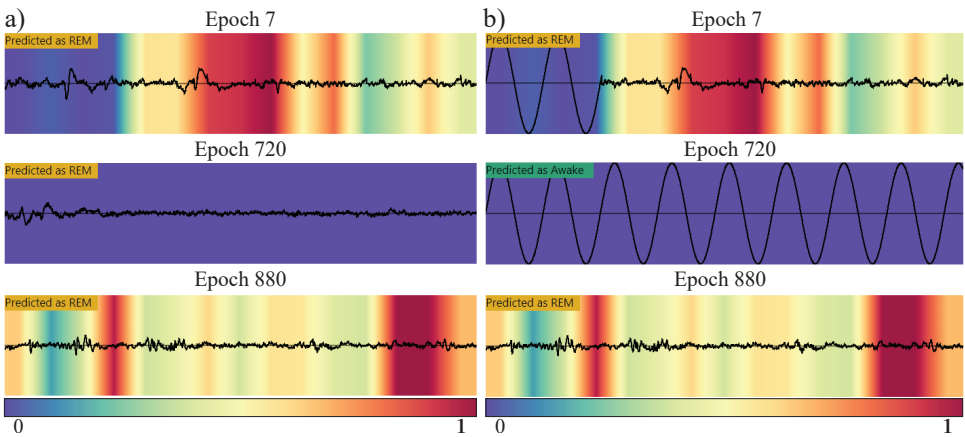 a)
Epoch 7
Predicted as REM
Epoch 720
Predicted as REM
Epoch 880
Predicted as REM
0 1
b)
Epoch 7
Predicted as REM
Epoch 720
Predicted as Awake
Epoch 880
Predicted as REM
0 1